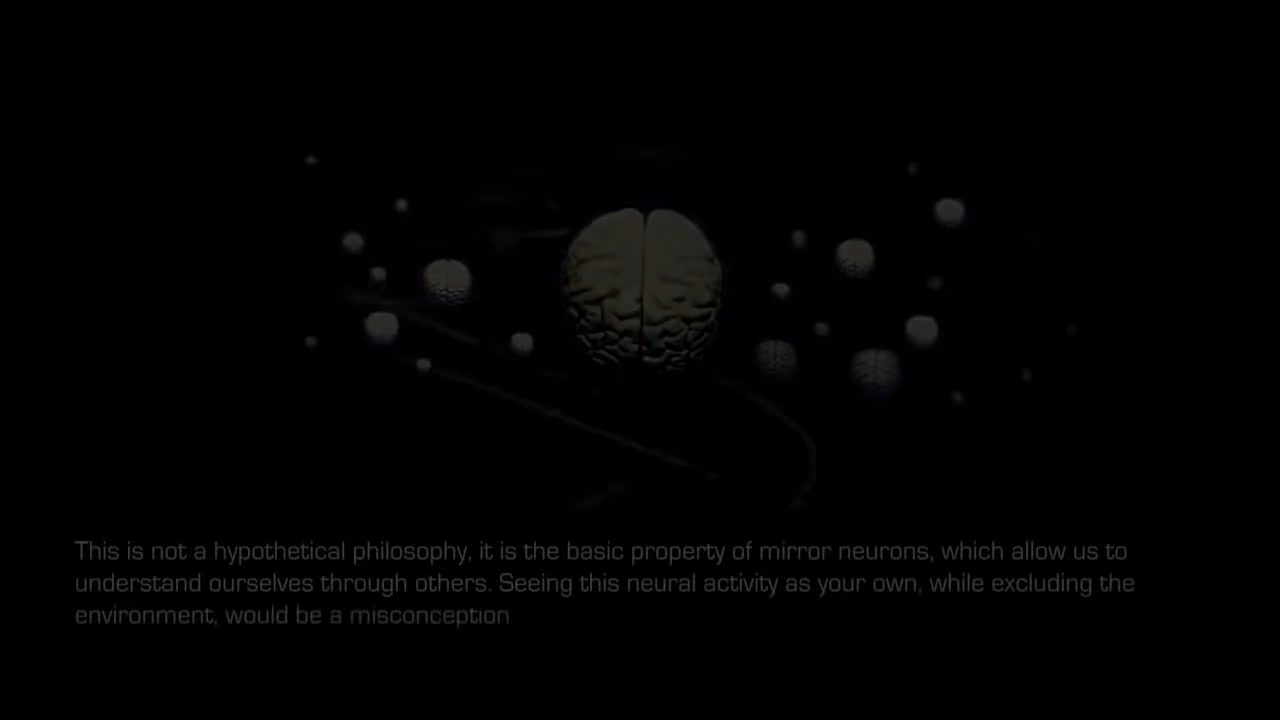 This is not a hypothetical philosophy, it is the basic property of mirror neurons, which allow us to
understand ourselves through others. Seeing this neural activity as your own, while excluding the
environment, would be a misconception